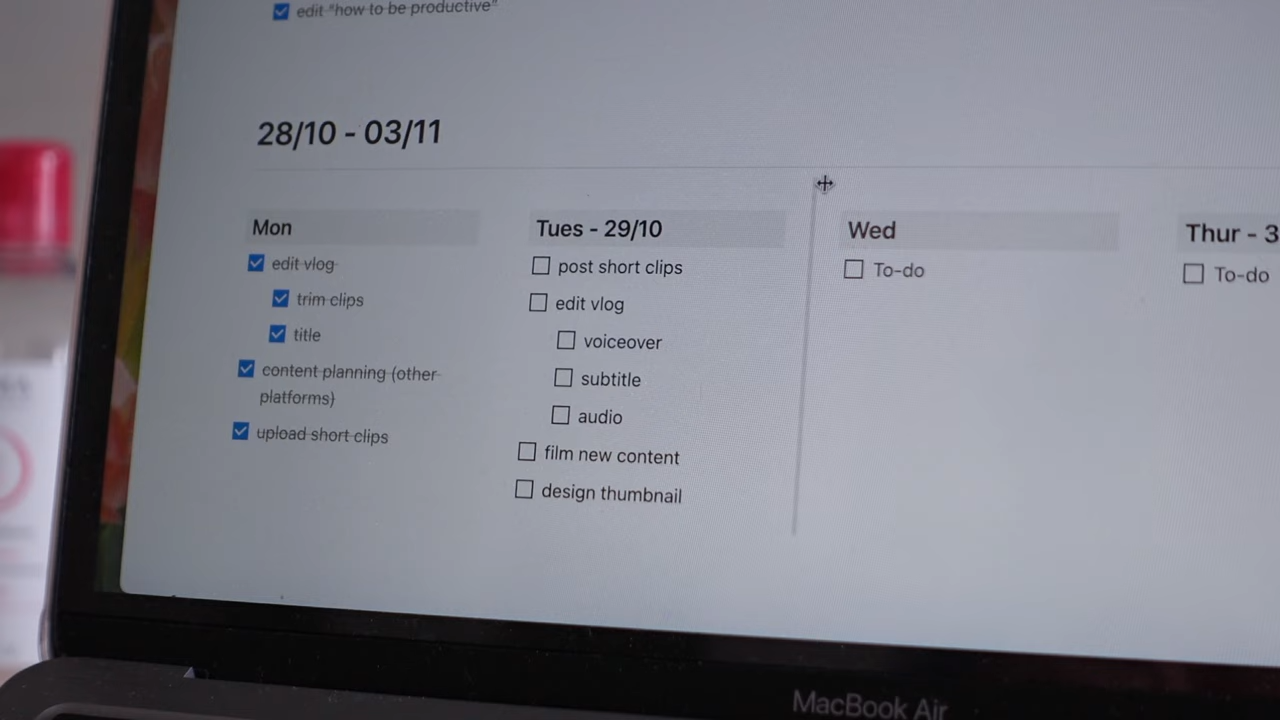 edit "how to be productive"
28/10 - 03/11
Mon
edit vlog
trim clips
title
content planning (other
platforms)
upload short clips
Tues - 29/10
post short clips
edit vlog
voiceover
subtitle
audio
film new content
design thumbnail
Wed
To-do
Thur - 3
To-do
MacBook Air